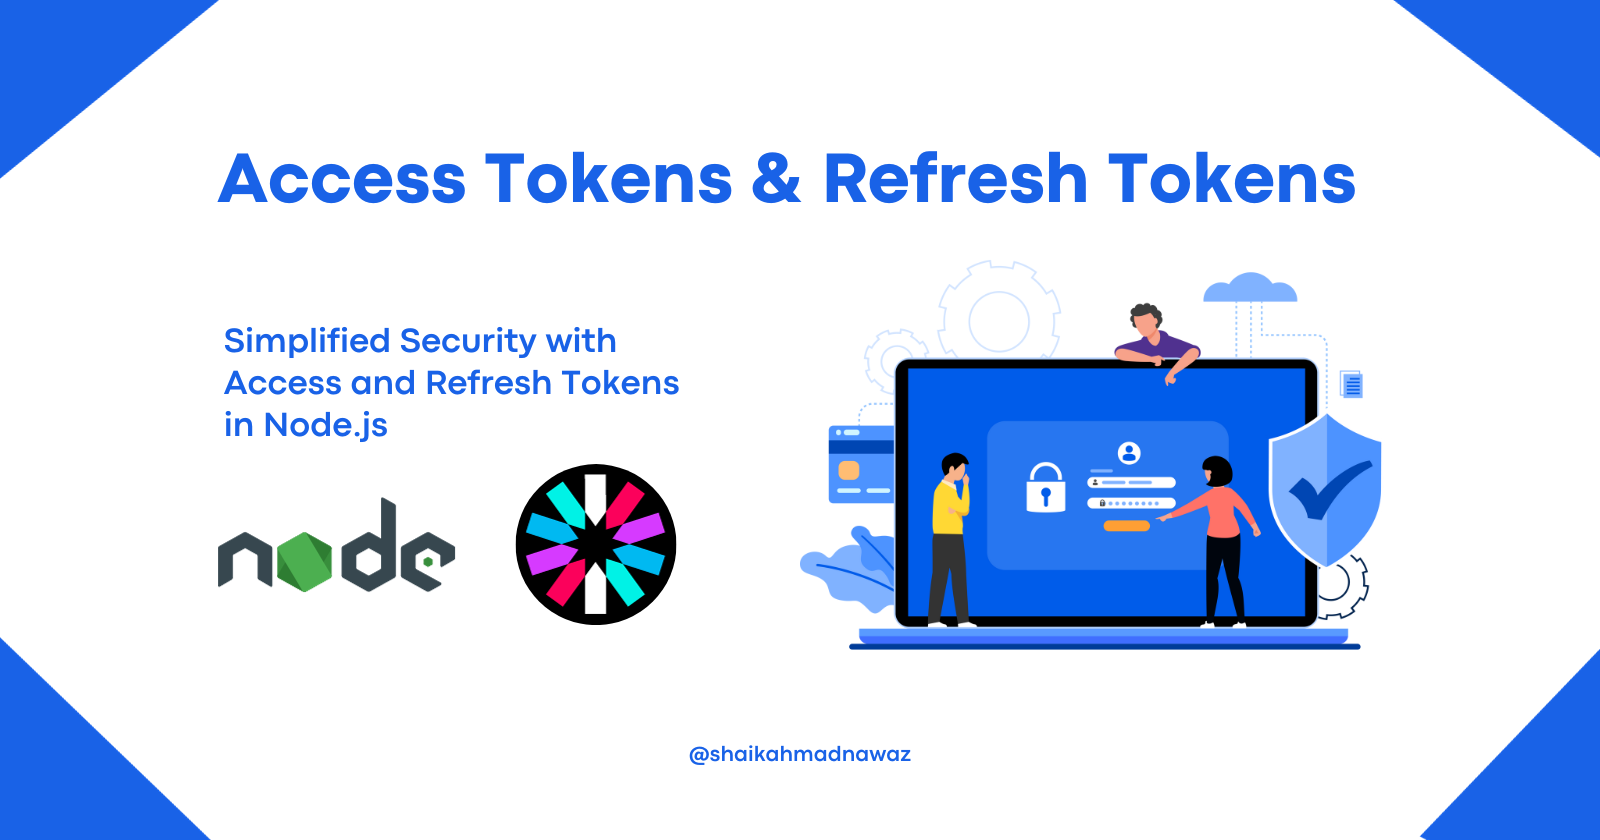 Access Tokens & Refresh Tokens
Simplified Security with
Access and Refresh Tokens
in Node.js
node
@shaikahmadnawaz